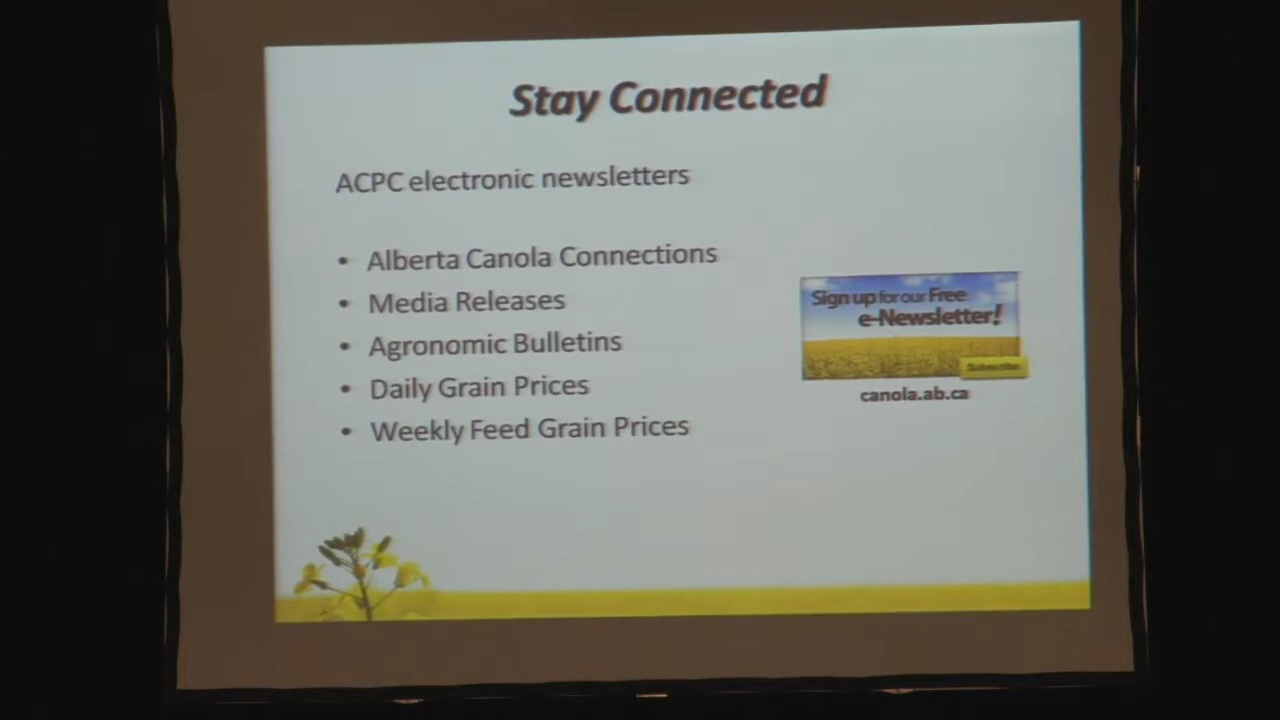 Stay Connected
ACPC electronic newsletters
• Alberta Canola Connections
• Media Releases
• Agronomic Bulletins
• Daily Grain Prices
• Weekly Feed Grain Prices
Sign up for our Free
e-Newsletter!
Subscribe
canola.ab.ca